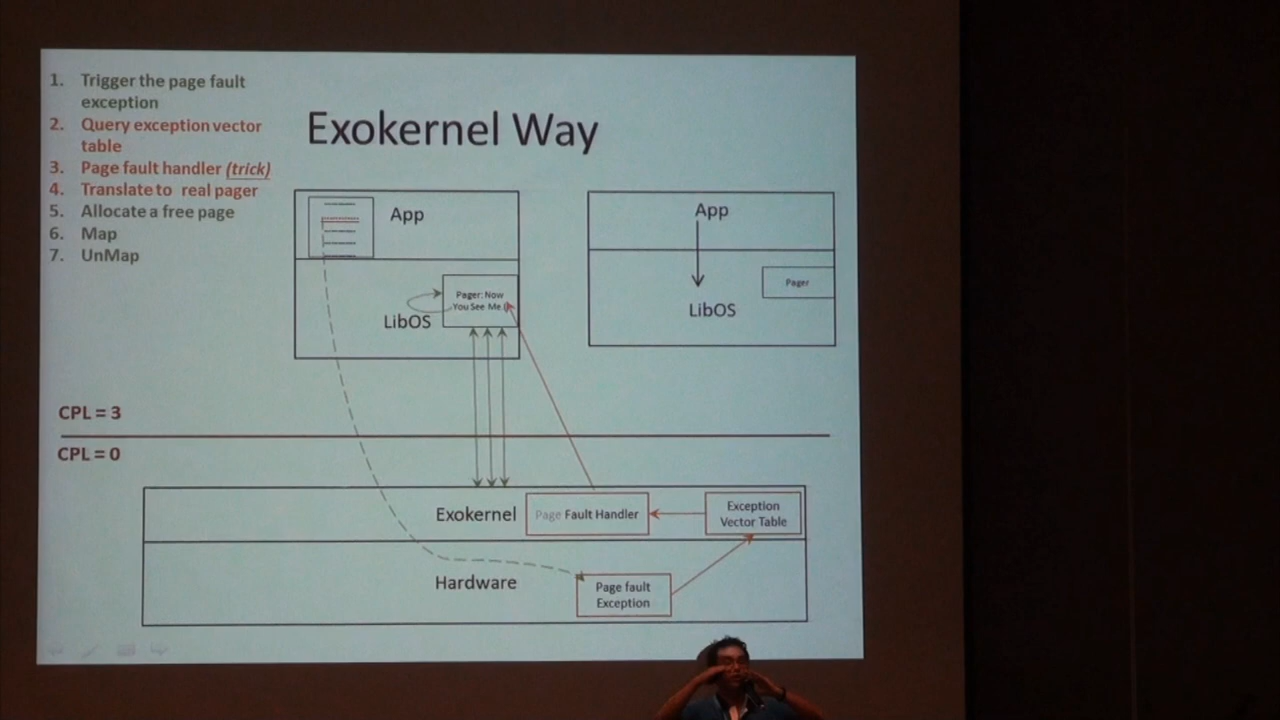 1. Trigger the page fault
exception
2. Query exception vector
table
3. Page fault handler (trick)
4. Translate to real pager
5. Allocate a free page
6. Map
7. UnMap
Exokernel Way
App
Pager: Now
You See Me
LibOS
App
Pager
LibOS
CPL = 3
CPL = 0
Exokernel
Page Fault Handler
Exception
Vector Table
Hardware
Page fault
Exception